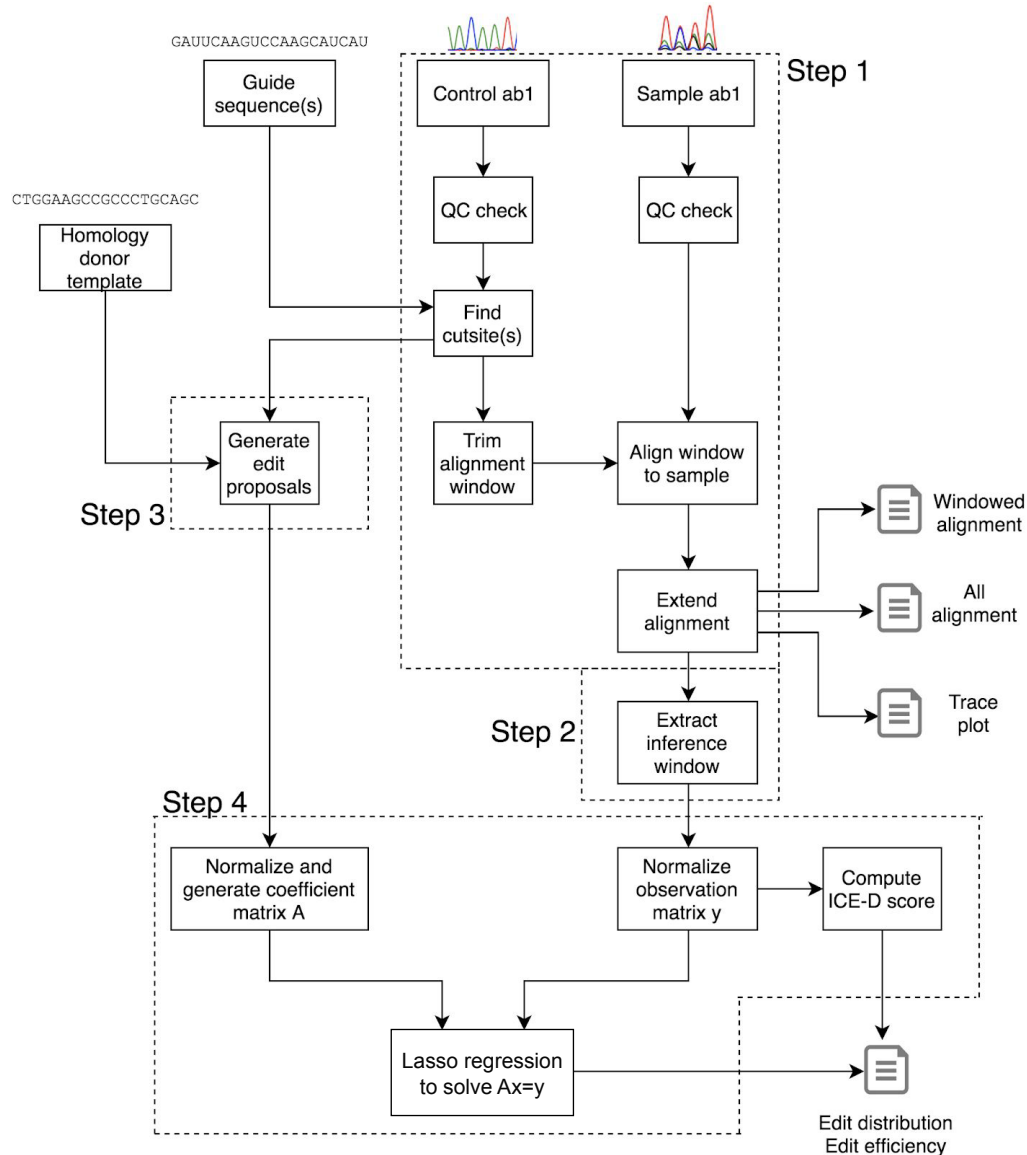 GAUUCAAGUCCAAGCAUCAU
Guide
sequence(s)
Control ab1
Sample ab1
Step 1
QC check
QC check
CTGGAAGCCGCCCTGCAGC
Homology
donor
template
Find
cutsite(s)
Generate
edit
proposals
Step 3
Trim
alignment
window
Align window
to sample
Windowed
alignment
Extend
alignment
All
alignment
Trace
plot
Step 2
Extract
inference
window
Step 4
Normalize and
generate coefficient
matrix A
Normalize
observation
matrix y
Compute
ICE-D score
Lasso regression
to solve Ax=y
Edit distribution
Edit efficiency